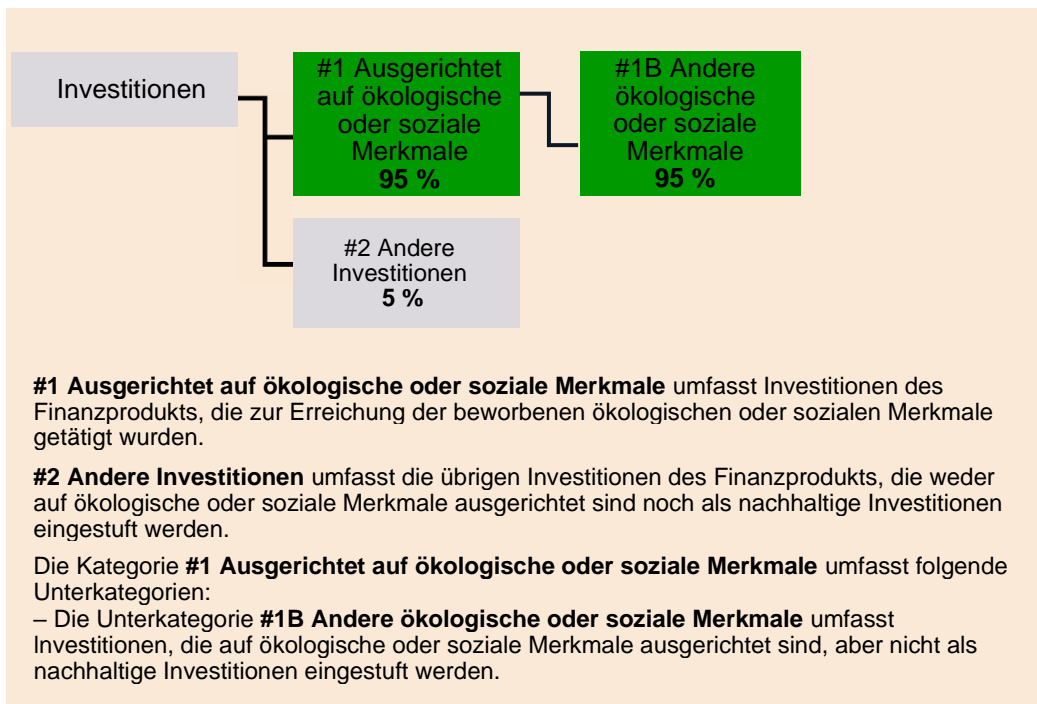 Investitionen
#1 Ausgerichtet
auf ökologische
oder soziale
Merkmale
95 %
#1B Andere
ökologische
oder soziale
Merkmale
95 %
#2 Andere
Investitionen
5 %
#1 Ausgerichtet auf ökologische oder soziale Merkmale umfasst Investitionen des
Finanzprodukts, die zur Erreichung der beworbenen ökologischen oder sozialen Merkmale
getätigt wurden.
#2 Andere Investitionen umfasst die übrigen Investitionen des Finanzprodukts, die weder
auf ökologische oder soziale Merkmale ausgerichtet sind noch als nachhaltige Investitionen
eingestuft werden.
Die Kategorie #1 Ausgerichtet auf ökologische oder soziale Merkmale umfasst folgende
Unterkategorien:
– Die Unterkategorie #1B Andere ökologische oder soziale Merkmale umfasst
Investitionen, die auf ökologische oder soziale Merkmale ausgerichtet sind, aber nicht als
nachhaltige Investitionen eingestuft werden.